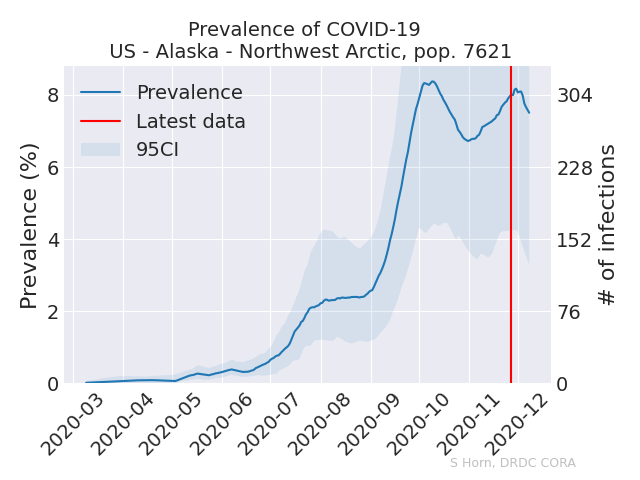 Prevalence of COVID-19
US - Alaska - Northwest Arctic, pop. 7621
Prevalence
Latest data
95CI
Prevalence (%)
8
6
4
2
0
304
228
152
76
0
# of infections
2020-03
2020-04
2020-05
2020-06
2020-07
2020-08
2020-09
2020-10
2020-11
2020-12
S Horn, DRDC CORA